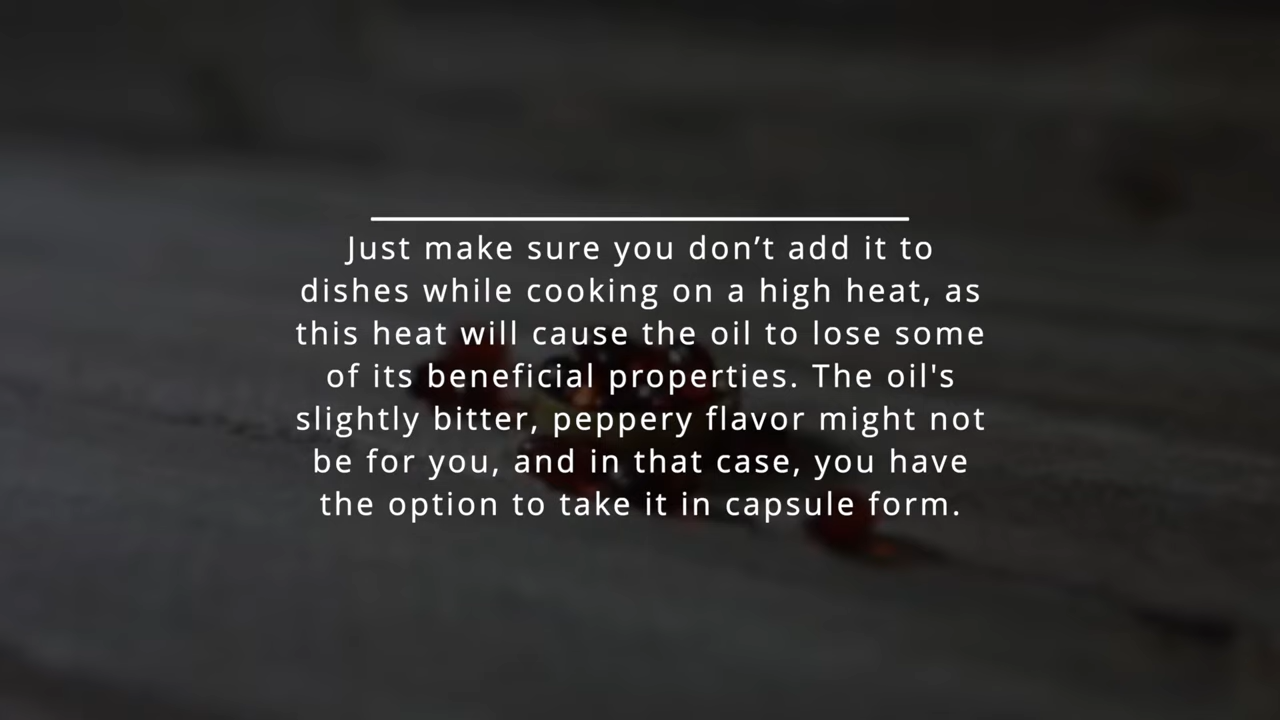 Just make sure you don’t add it to
dishes while cooking on a high heat, as
this heat will cause the oil to lose some
of its beneficial properties. The oil's
slightly bitter, peppery flavor might not
be for you, and in that case, you have
the option to take it in capsule form.